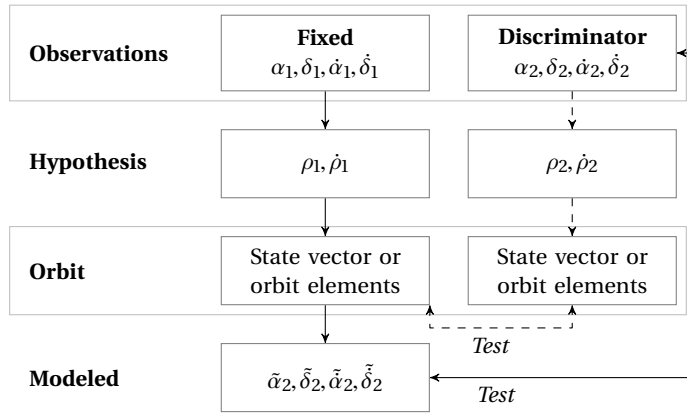 Observations
Fixed
α₁, δ₁, α̇₁, δ̇₁
Discriminator
α₂, δ₂, α̇₂, δ̇₂
Hypothesis
ρ₁, ρ̇₁
ρ₂, ρ̇₂
Orbit
State vector or
orbit elements
State vector or
orbit elements
Test
Modeled
α̃₂, δ̃₂, α̇̃₂, δ̇̃₂
Test